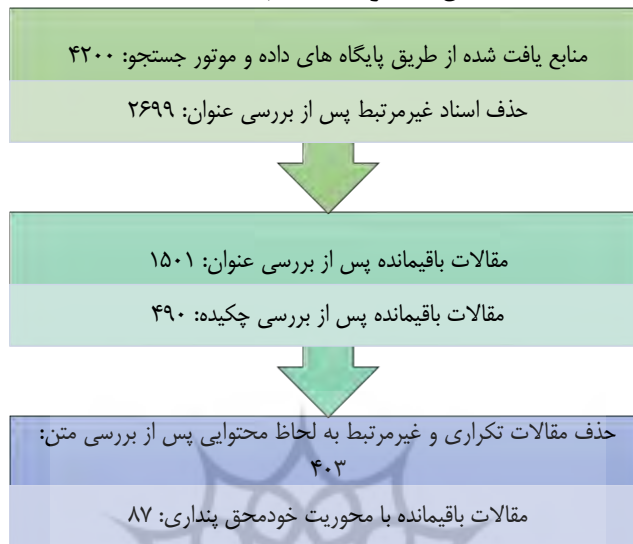 منابع یافت شده از طریق پایگاه های داده و موتور جستجو: ۴۲۰۰
حذف اسناد غیرمرتبط پس از بررسی عنوان: ۲۶۹۹
مقالات باقیمانده پس از بررسی عنوان: ۱۵۰۱
مقالات باقیمانده پس از بررسی چکیده: ۴۹۰
حذف مقالات تکراری و غیرمرتبط به لحاظ محتوایی پس از بررسی متن:
۴۰۳
مقالات باقیمانده با محوریت خودمحق پنداری: ۸۷